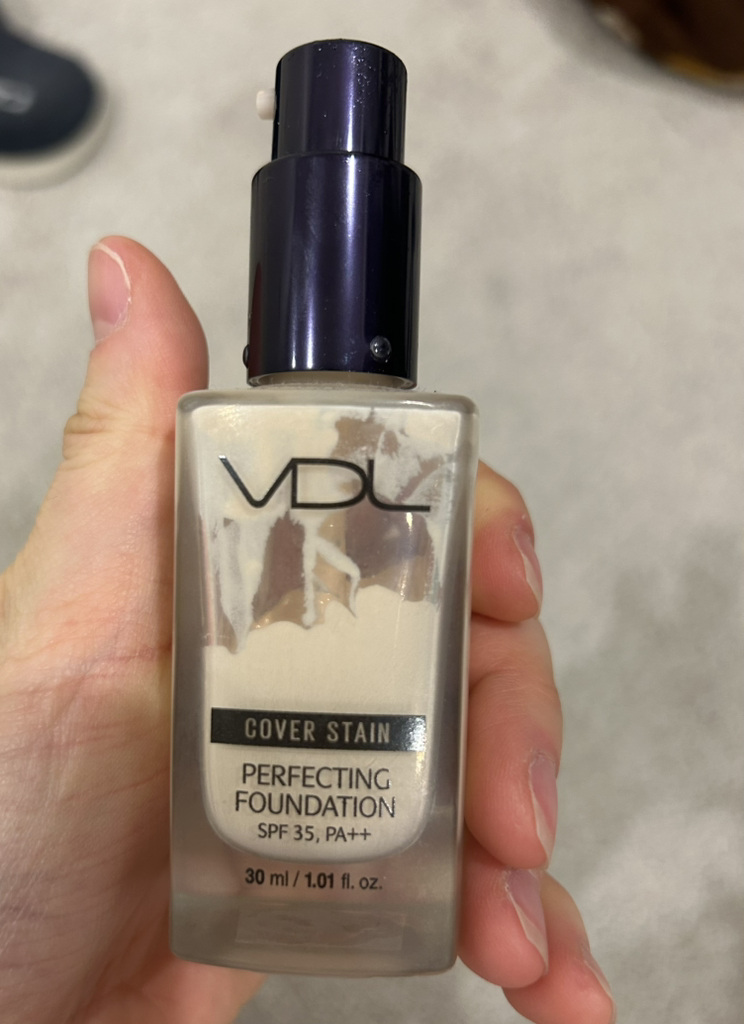 VDL
COVER STAIN
PERFECTING
FOUNDATION
SPF 35, PA++
30 ml / 1.01 fl. oz.